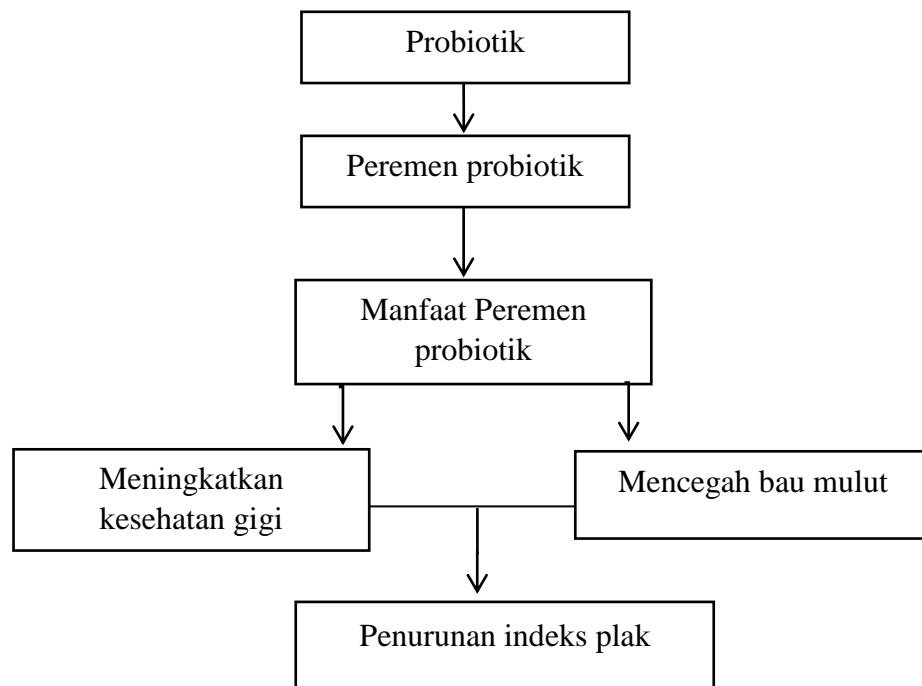 Probiotik
Peremen probiotik
Manfaat Peremen
probiotik
Meningkatkan
kesehatan gigi
Mencegah bau mulut
Penurunan indeks plak